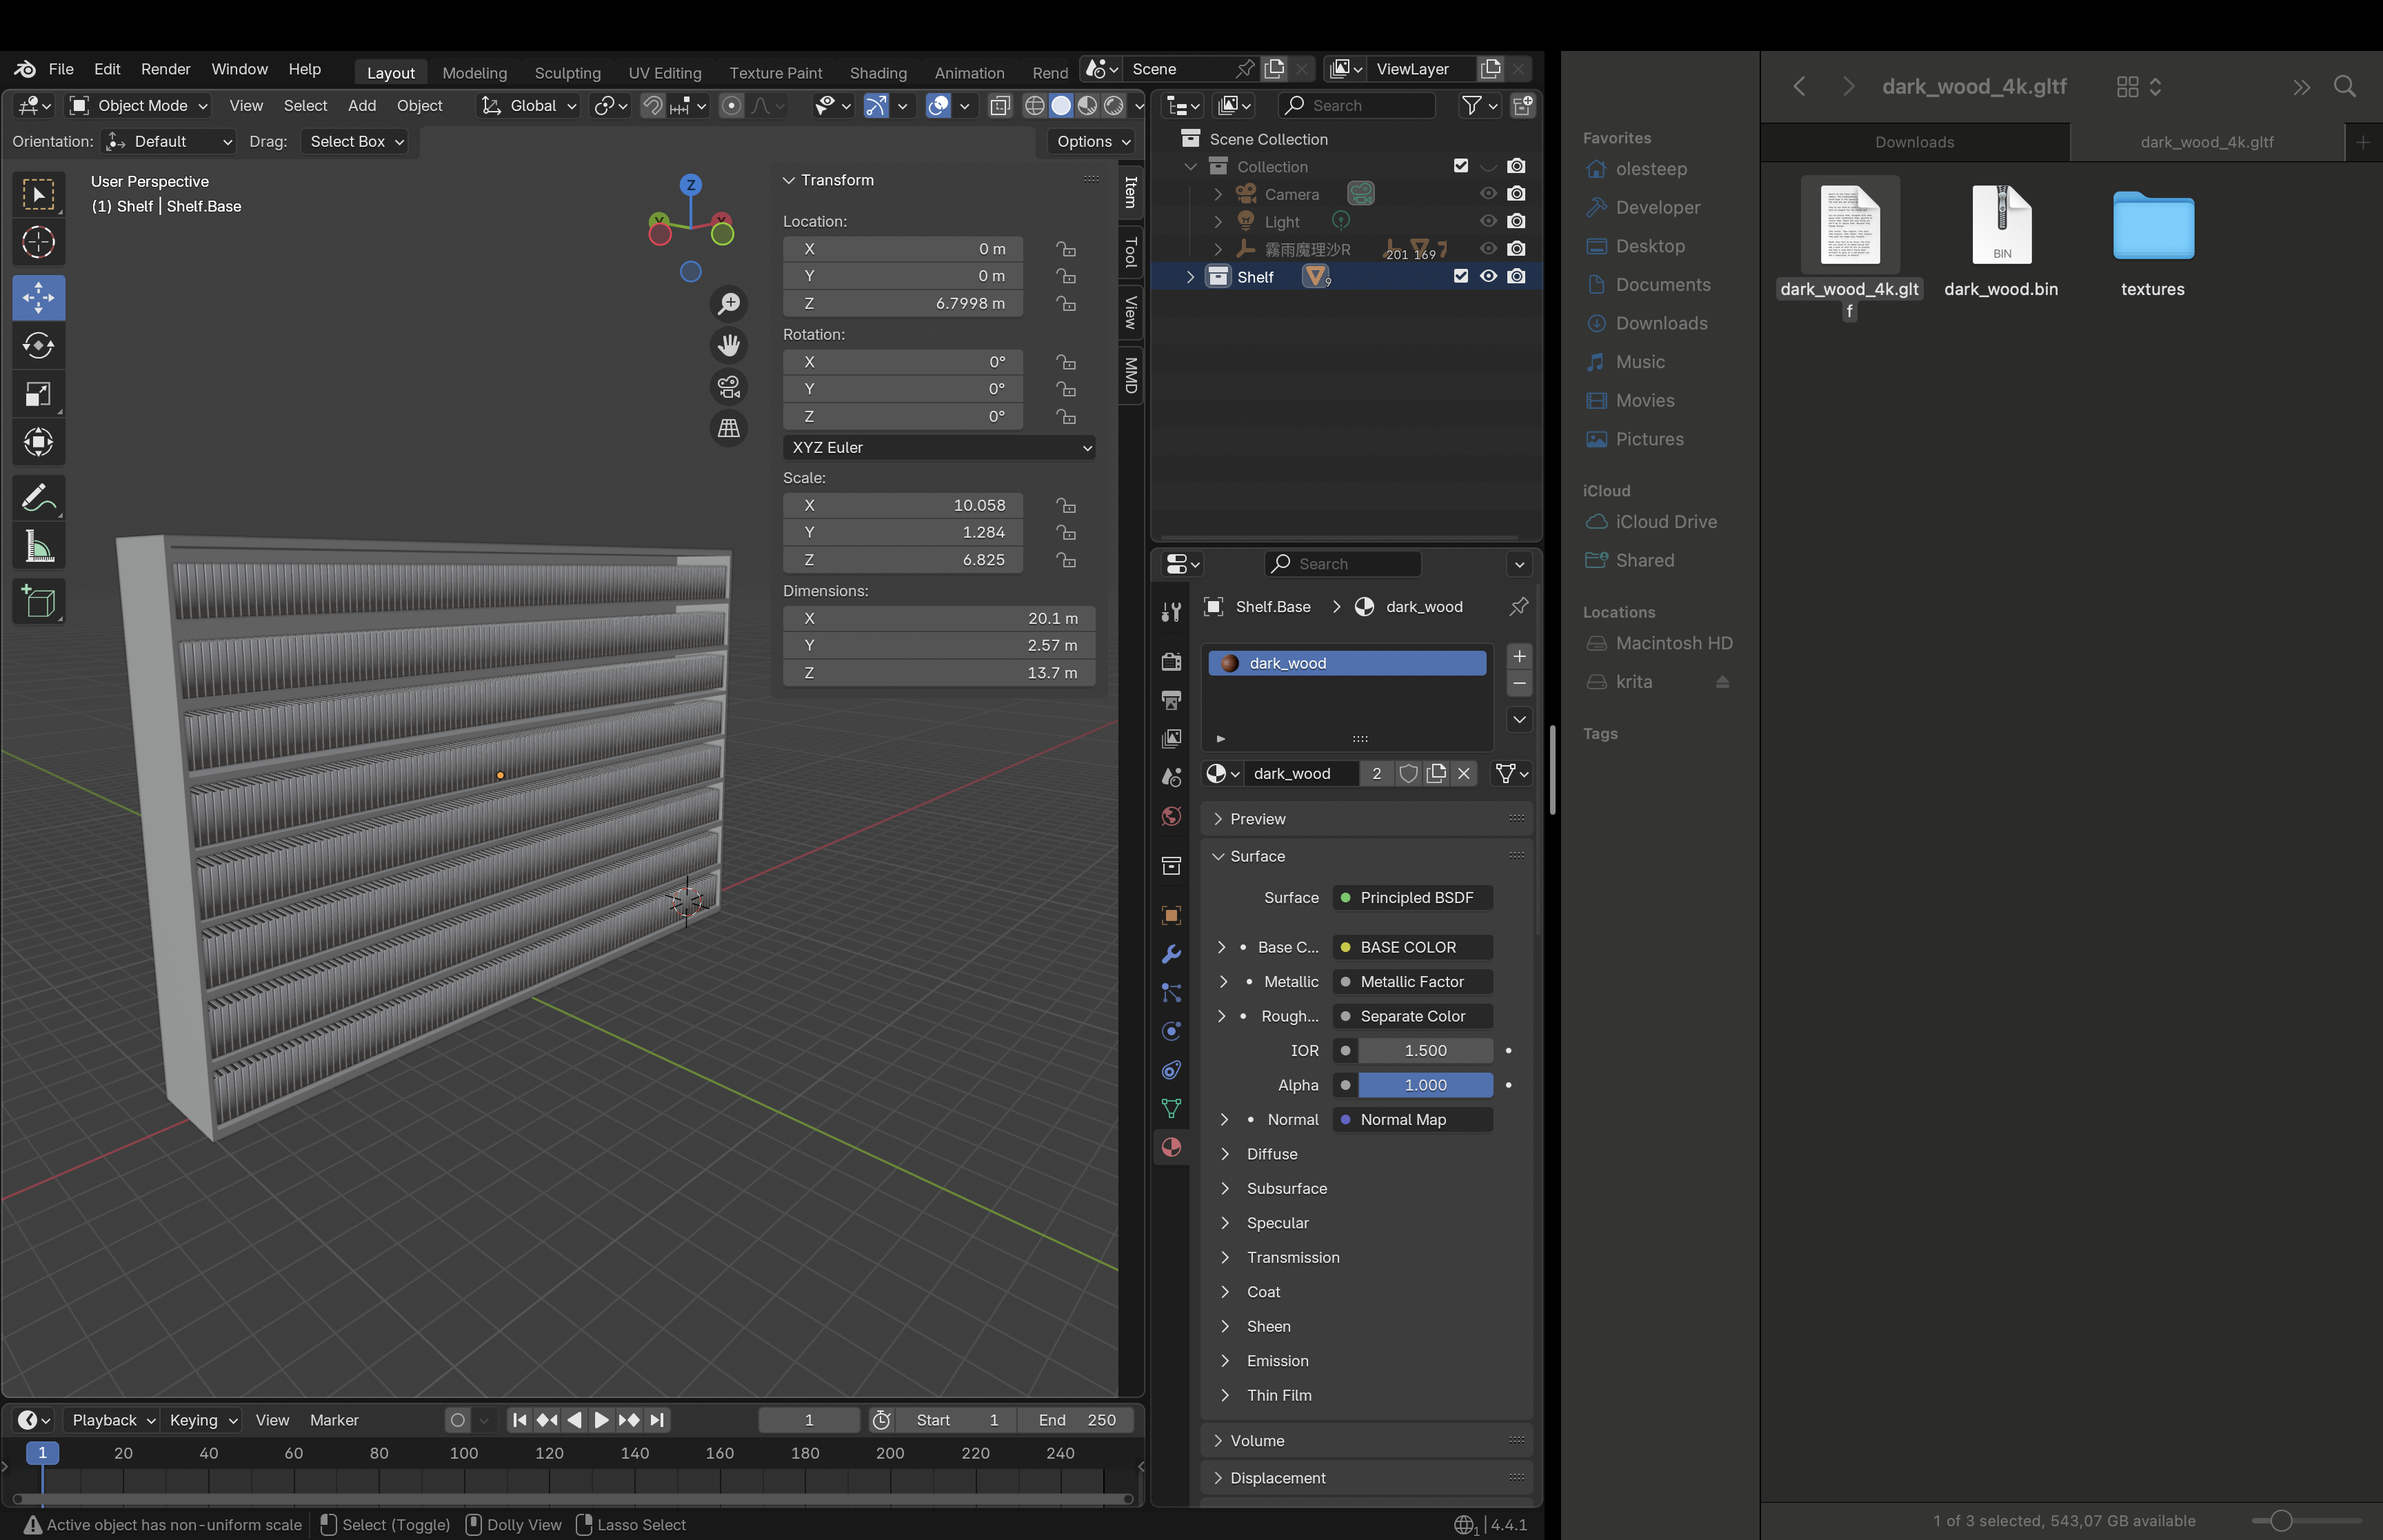 File Edit Render Window Help Layout Modeling Sculpting UV Editing Texture Paint Shading Animation Rend Scene ViewLayer
Object Mode View Select Add Object Global
Orientation: Default Drag: Select Box Options
User Perspective
(1) Shelf | Shelf.Base
Z
Y
Transform
Location:
X 0 m
Y 0 m
Z 6.7998 m
Rotation:
X 0°
Y 0°
Z 0°
XYZ Euler
Scale:
X 10.058
Y 1.284
Z 6.825
Dimensions:
X 20.1 m
Y 2.57 m
Z 13.7 m
Item
Tool
View
MMD
Search
Scene Collection
Collection
Camera
Light
霧雨魔理沙R 201 169 7
Shelf 9
Search
Shelf.Base > dark_wood
dark_wood
dark_wood 2
Preview
Surface
Surface Principled BSDF
Base C... BASE COLOR
Metallic Metallic Factor
Rough... Separate Color
IOR 1.500
Alpha 1.000
Normal Normal Map
Diffuse
Subsurface
Specular
Transmission
Coat
Sheen
Emission
Thin Film
Volume
Displacement
Playback Keying View Marker 1 Start 1 End 250
1 20 40 60 80 100 120 140 160 180 200 220 240
Active object has non-uniform scale Select (Toggle) Dolly View Lasso Select 1 4.4.1
dark_wood_4k.gltf
Downloads dark_wood_4k.gltf
Favorites
olesteep
Developer
Desktop
Documents
Downloads
Music
Movies
Pictures
iCloud
iCloud Drive
Shared
Locations
Macintosh HD
krita
Tags
BIN
dark_wood_4k.glt
f
dark_wood.bin
textures
1 of 3 selected, 543,07 GB available